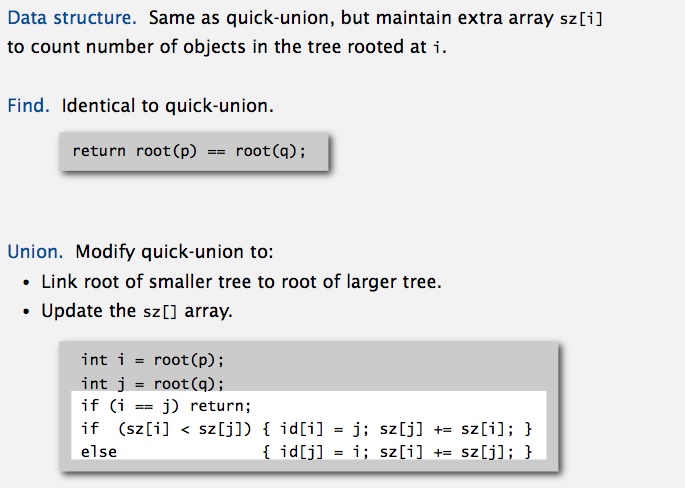 Data structure. Same as quick-union, but maintain extra array sz[i]
to count number of objects in the tree rooted at i.
Find. Identical to quick-union.
return root(p) == root(q);
Union. Modify quick-union to:
• Link root of smaller tree to root of larger tree.
• Update the sz[] array.
int i = root(p);
int j = root(q);
if (i == j) return;
if (sz[i] < sz[j]) { id[i] = j; sz[j] += sz[i]; }
else { id[j] = i; sz[i] += sz[j]; }